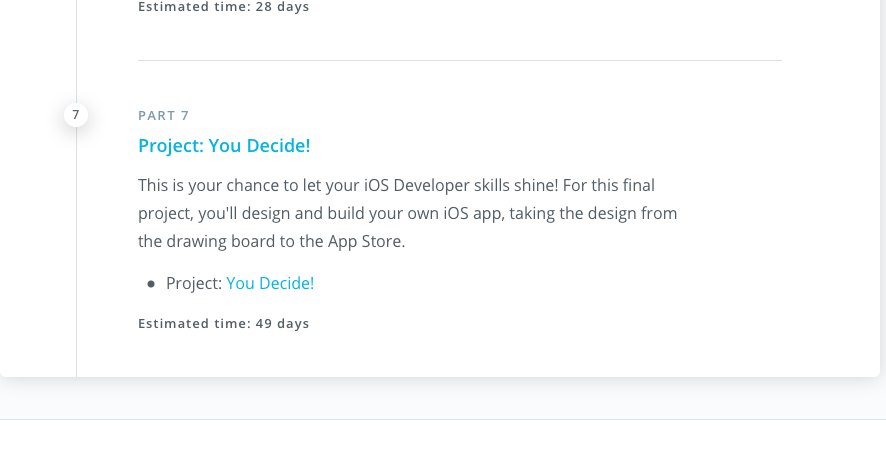 Estimated time: 28 days
7
PART 7
Project: You Decide!
This is your chance to let your iOS Developer skills shine! For this final
project, you'll design and build your own iOS app, taking the design from
the drawing board to the App Store.
● Project: You Decide!
Estimated time: 49 days